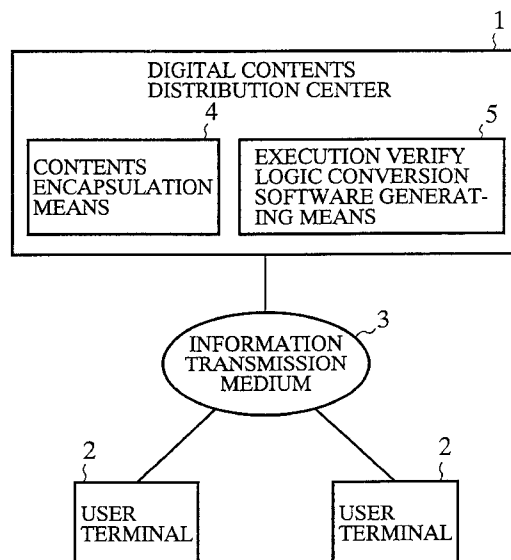 1
DIGITAL CONTENTS
DISTRIBUTION CENTER
4
5
CONTENTS
ENCAPSULATION
MEANS
EXECUTION VERIFY
LOGIC CONVERSION
SOFTWARE GENERAT-
ING MEANS
3
INFORMATION
TRANSMISSION
MEDIUM
2
2
USER
TERMINAL
USER
TERMINAL